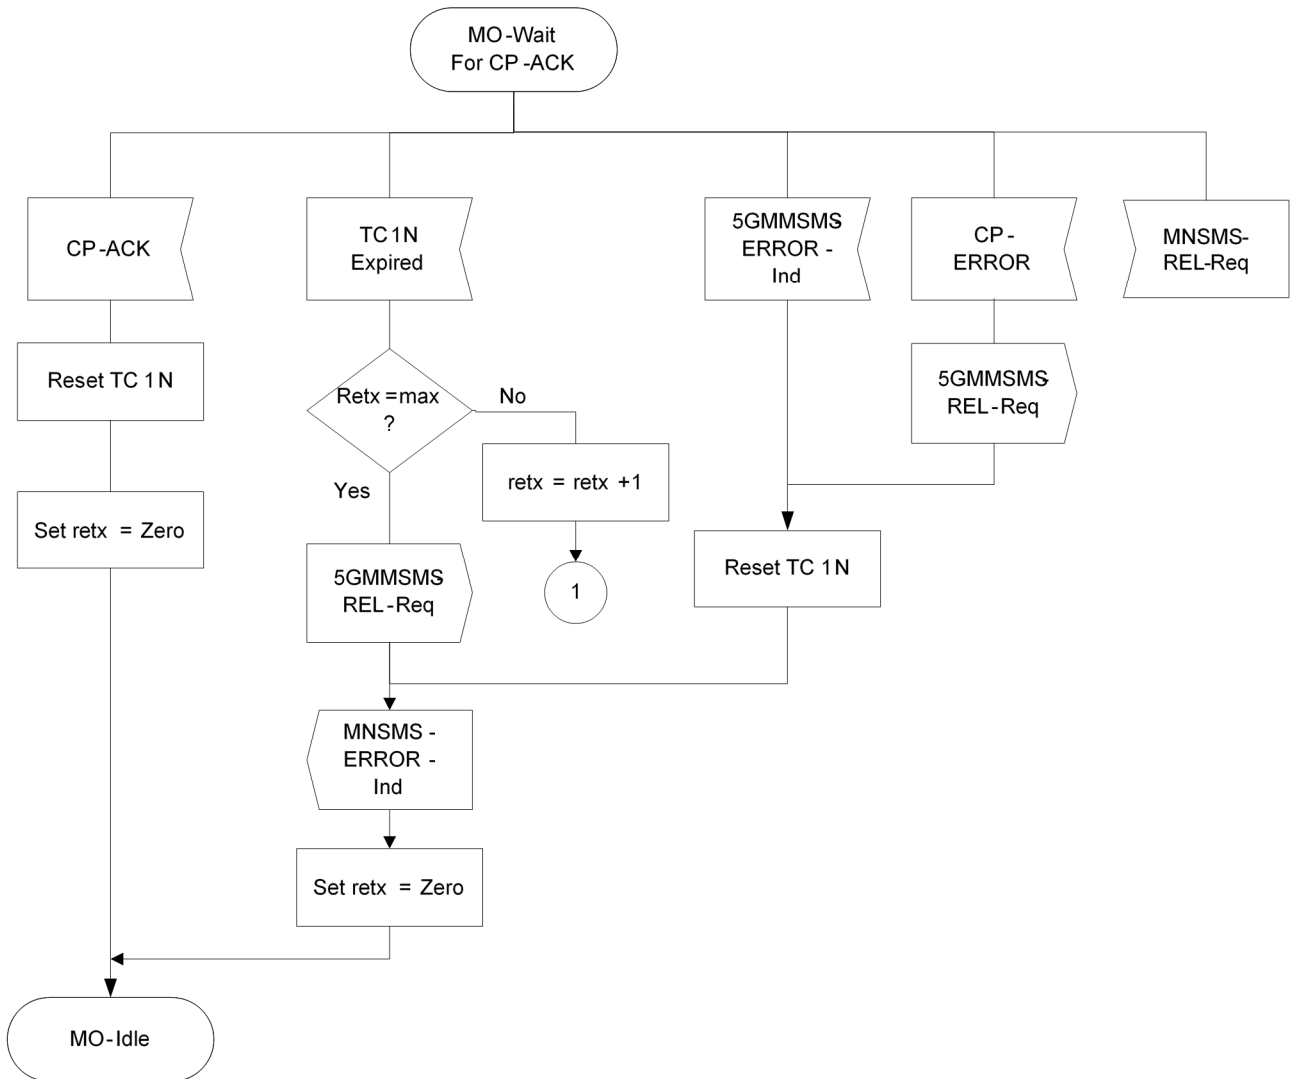 MO-Wait
For CP-ACK
CP-ACK
TC1N
Expired
5GMMSMS-
ERROR -
Ind
CP-
ERROR
MNSMS-
REL-Req
Reset TC 1N
Retx =max
?
No
5GMMSMS-
REL-Req
retx = retx +1
Yes
Set retx = Zero
5GMMSMS-
REL-Req
1
Reset TC 1N
MNSMS -
ERROR -
Ind
Set retx = Zero
MO-Idle